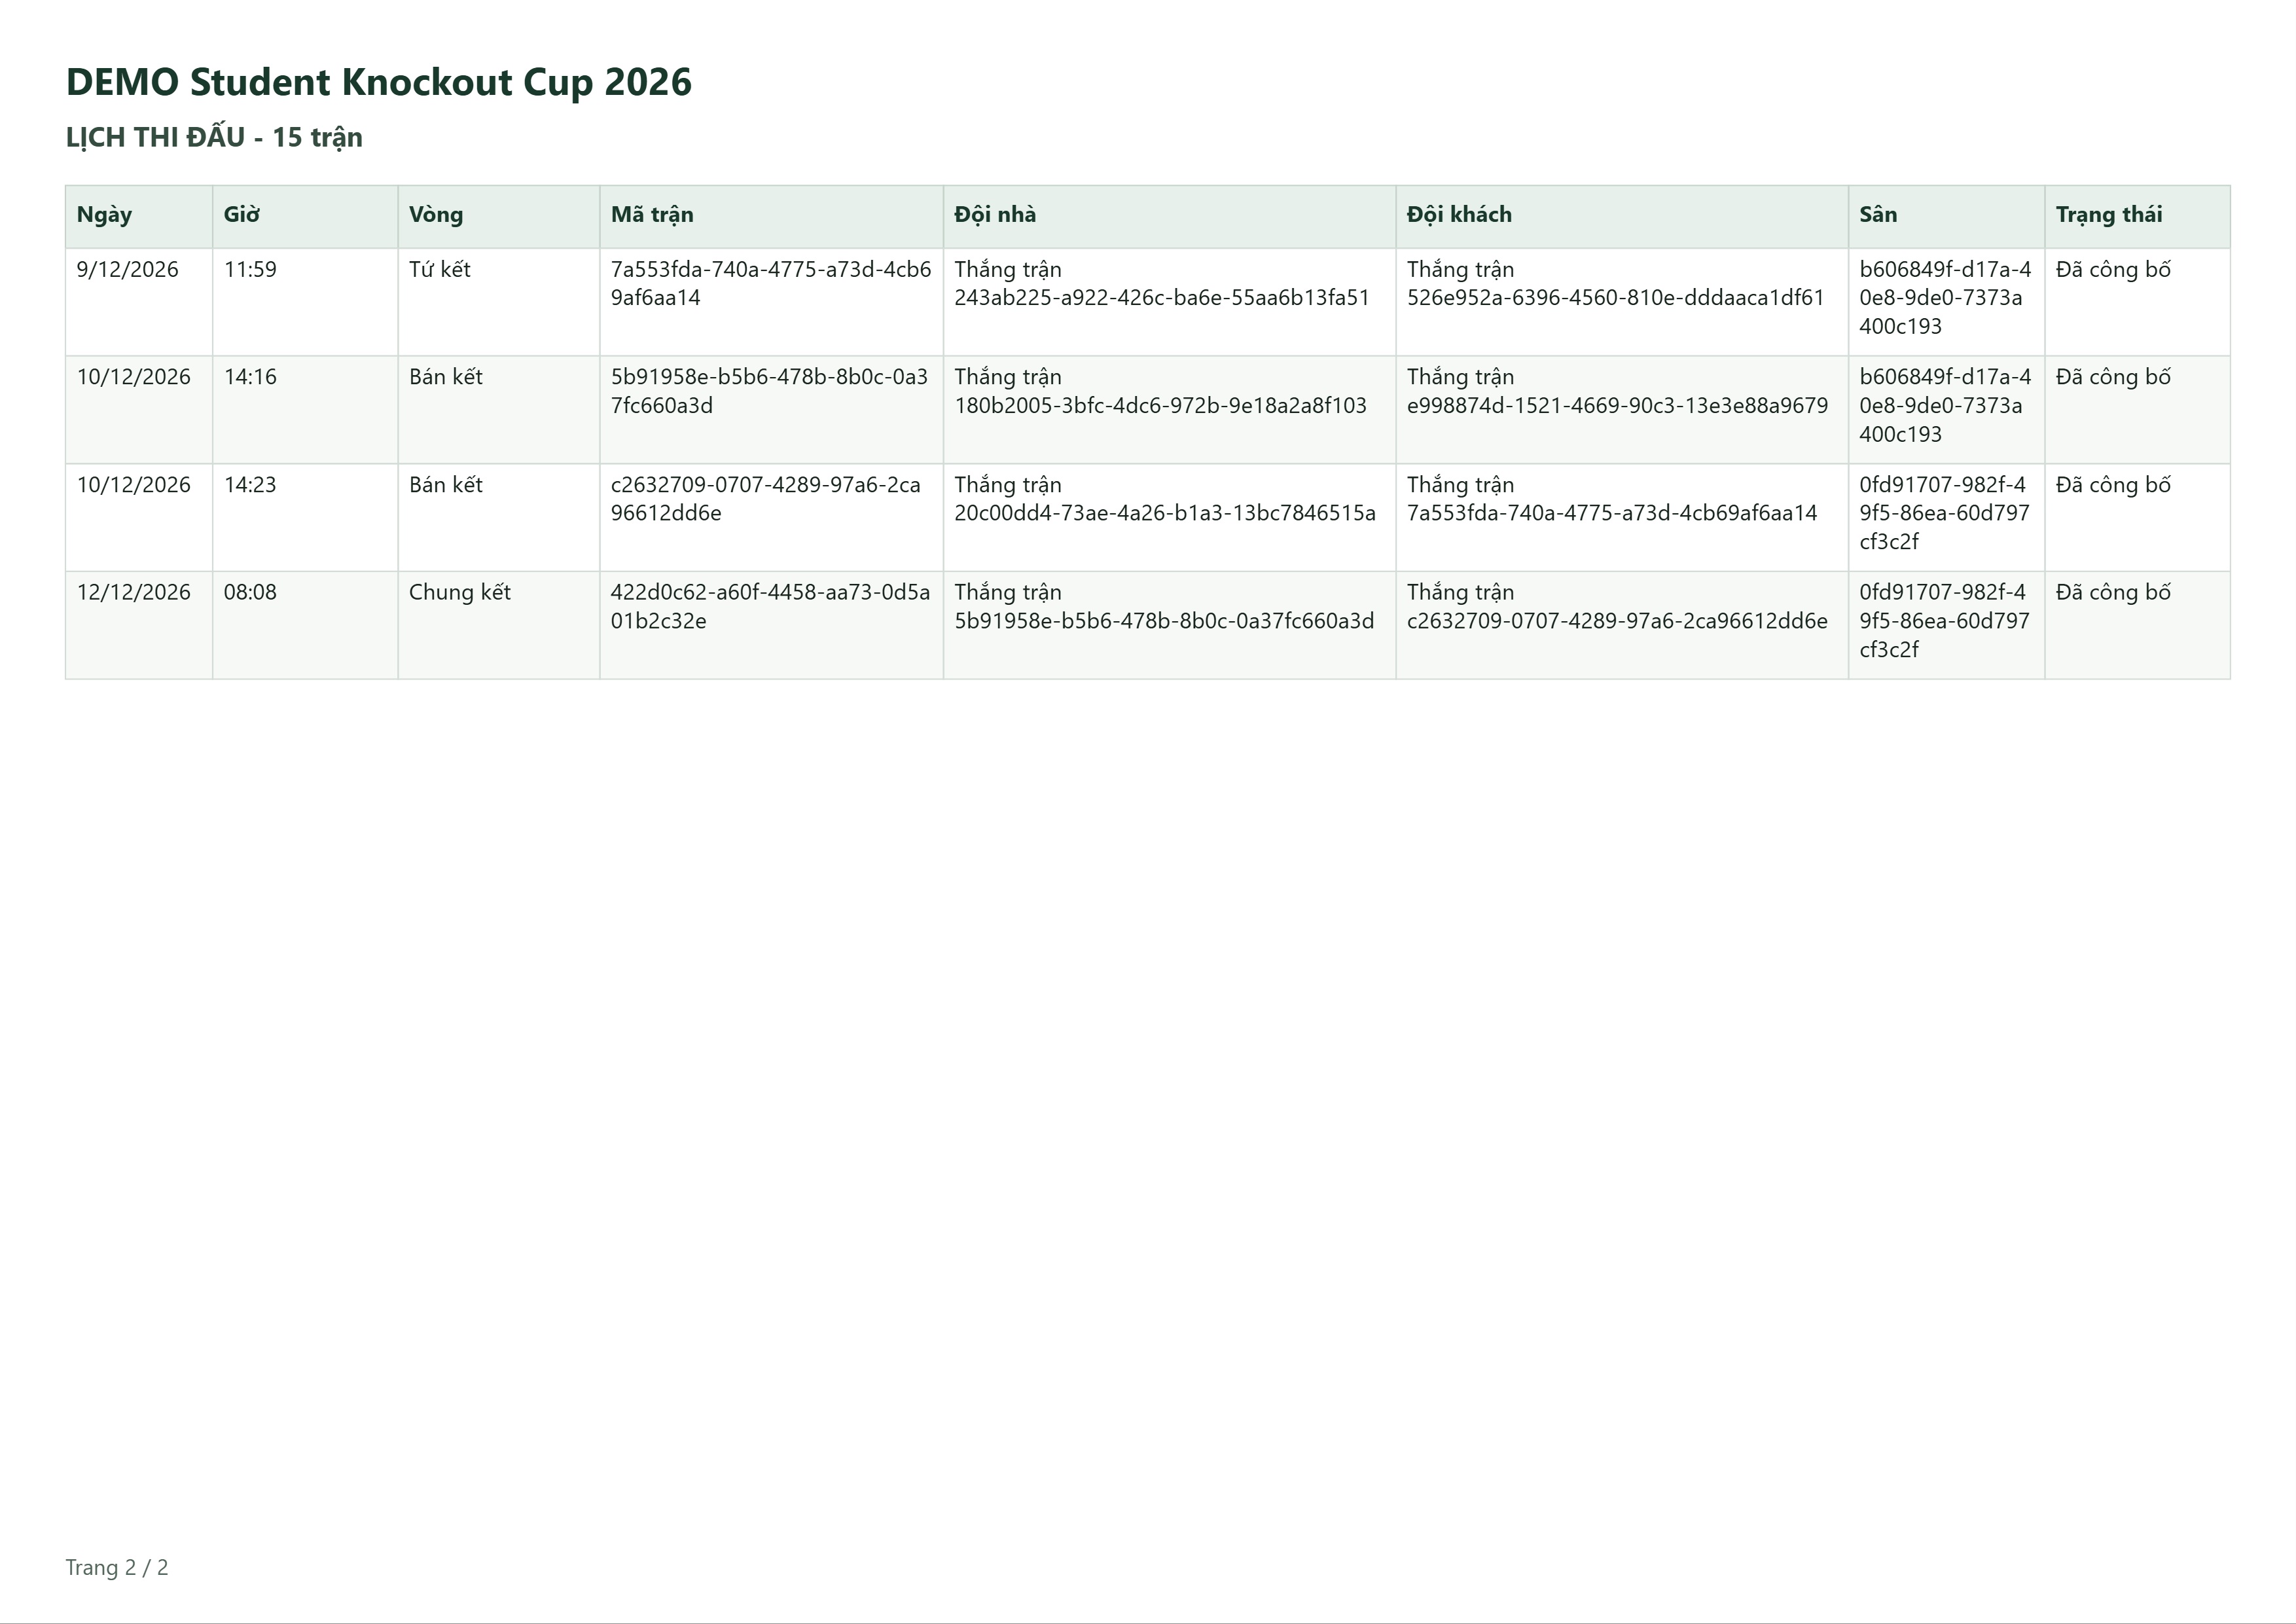 DEMO Student Knockout Cup 2026
LỊCH THI ĐẤU - 15 trận
Ngày Giờ Vòng Mã trận Đội nhà Đội khách Sân Trạng thái
9/12/2026 11:59 Tứ kết 7a553fda-740a-4775-a73d-4cb6 Thắng trận Thắng trận b606849f-d17a-4 Đã công bố
9af6aa14 243ab225-a922-426c-ba6e-55aa6b13fa51 526e952a-6396-4560-810e-dddaaca1df61 0e8-9de0-7373a
400c193
10/12/2026 14:16 Bán kết 5b91958e-b5b6-478b-8b0c-0a3 Thắng trận Thắng trận b606849f-d17a-4 Đã công bố
7fc660a3d 180b2005-3bfc-4dc6-972b-9e18a2a8f103 e998874d-1521-4669-90c3-13e3e88a9679 0e8-9de0-7373a
400c193
10/12/2026 14:23 Bán kết c2632709-0707-4289-97a6-2ca Thắng trận Thắng trận 0fd91707-982f-4 Đã công bố
96612dd6e 20c00dd4-73ae-4a26-b1a3-13bc7846515a 7a553fda-740a-4775-a73d-4cb69af6aa14 9f5-86ea-60d797
cf3c2f
12/12/2026 08:08 Chung kết 422d0c62-a60f-4458-aa73-0d5a Thắng trận Thắng trận 0fd91707-982f-4 Đã công bố
01b2c32e 5b91958e-b5b6-478b-8b0c-0a37fc660a3d c2632709-0707-4289-97a6-2ca96612dd6e 9f5-86ea-60d797
cf3c2f
Trang 2 / 2